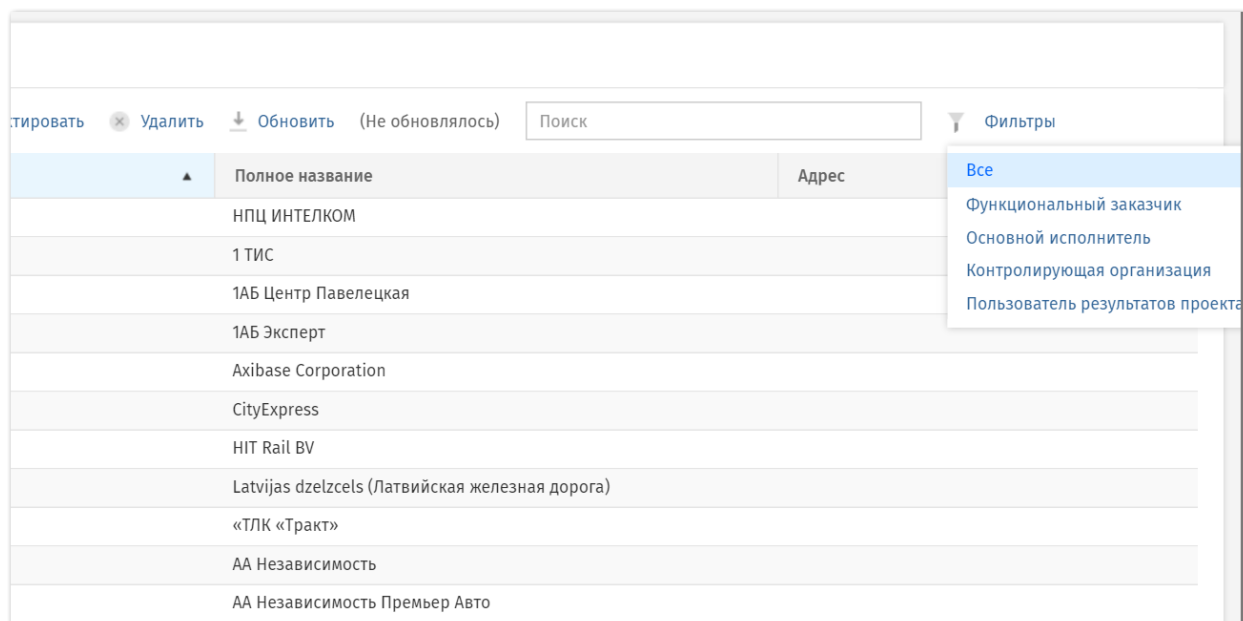 тировать Удалить Обновить (Не обновлялось) Поиск Фильтры
Полное название Адрес
Все
Функциональный заказчик
Основной исполнитель
Контролирующая организация
Пользователь результатов проекта
НПЦ ИНТЕЛКОМ
1 ТИС
1АБ Центр Павелецкая
1АБ Эксперт
Axibase Corporation
CityExpress
HIT Rail BV
Latvijas dzelzcels (Латвийская железная дорога)
«ТЛК «Тракт»
АА Независимость
АА Независимость Премьер Авто